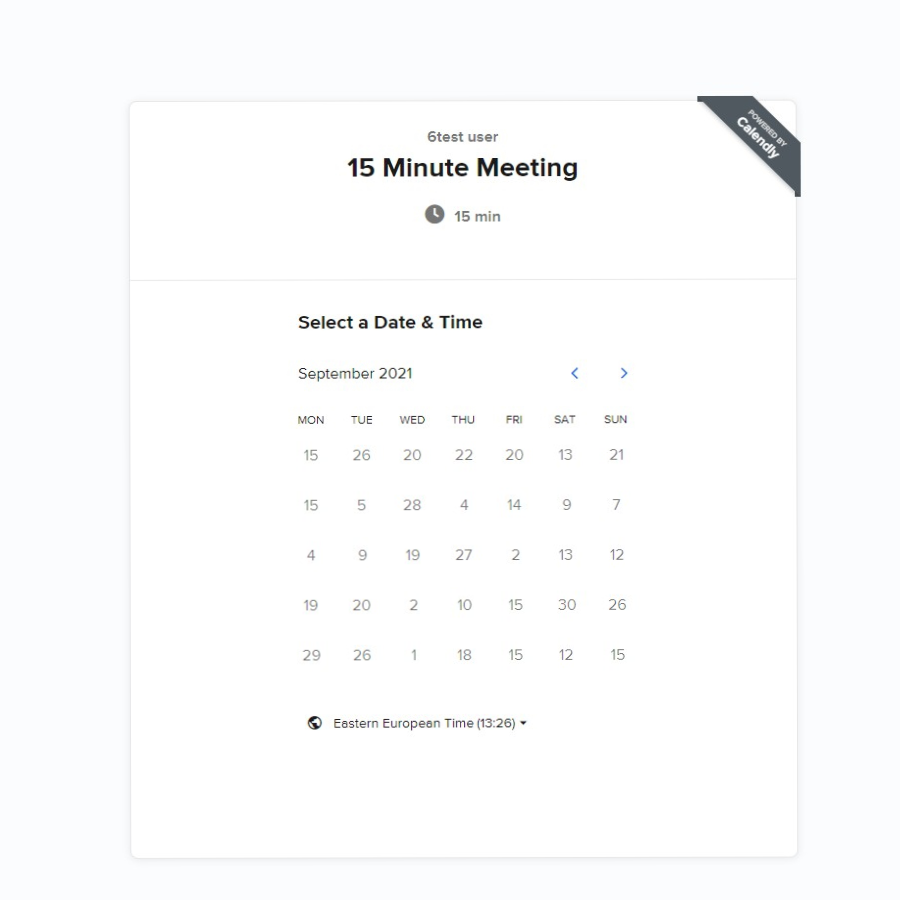 POWERED BY
Calendly
6test user
15 Minute Meeting
15 min
Select a Date & Time
September 2021
MON TUE WED THU FRI SAT SUN
15 26 20 22 20 13 21
15 5 28 4 14 9 7
4 9 19 27 2 13 12
19 20 2 10 15 30 26
29 26 1 18 15 12 15
Eastern European Time (13:26)